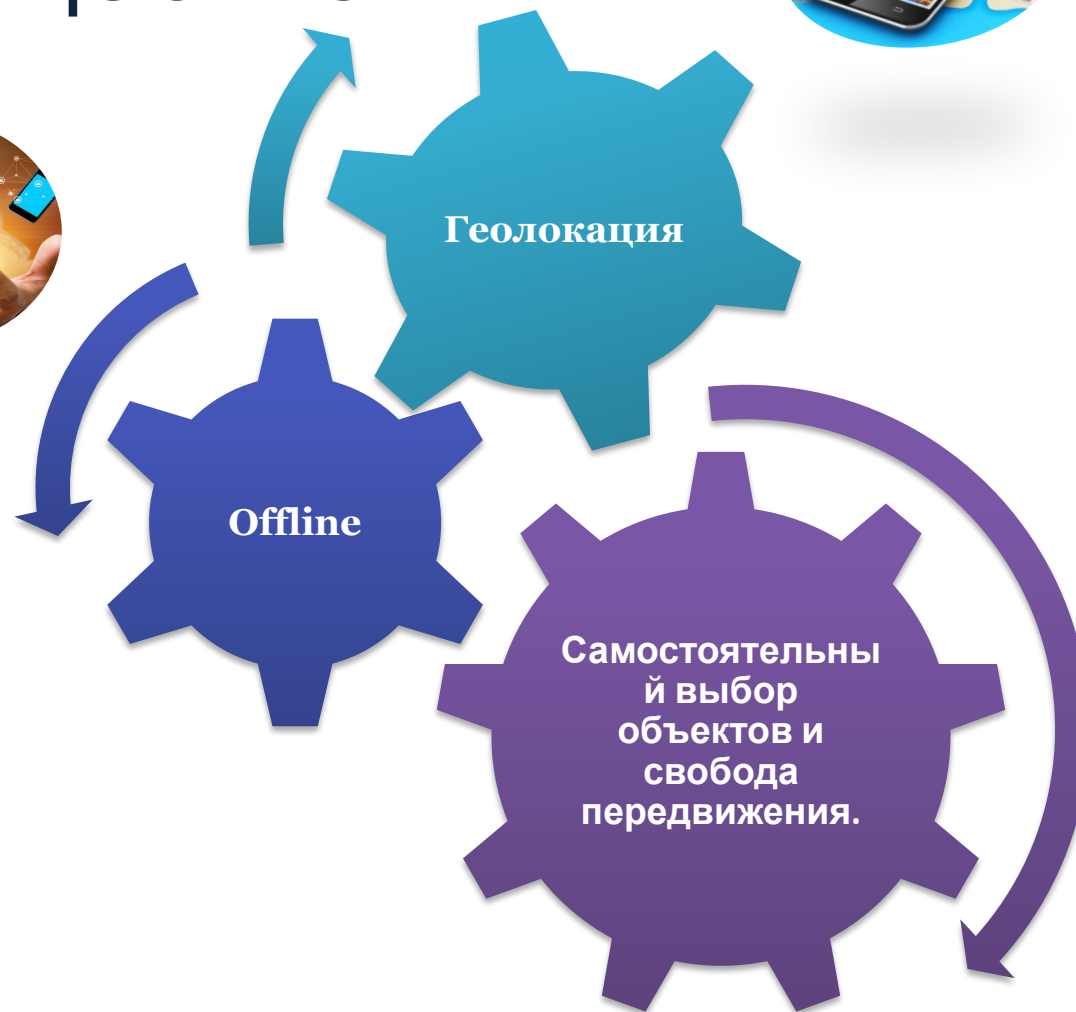 Геолокация
Offline
Самостоятельны
й выбор
объектов и
свобода
передвижения.